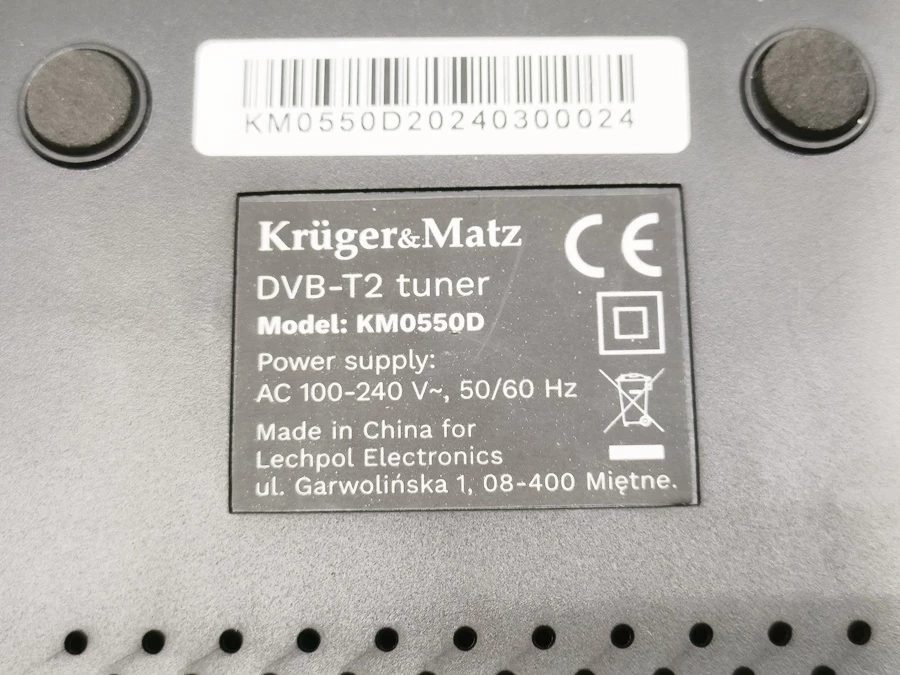 KM0550D20240300024
Krüger&Matz
CE
DVB-T2 tuner
Model: KM0550D
Power supply:
AC 100-240 V~, 50/60 Hz
Made in China for
Lechpol Electronics
ul. Garwolińska 1, 08-400 Miętne.